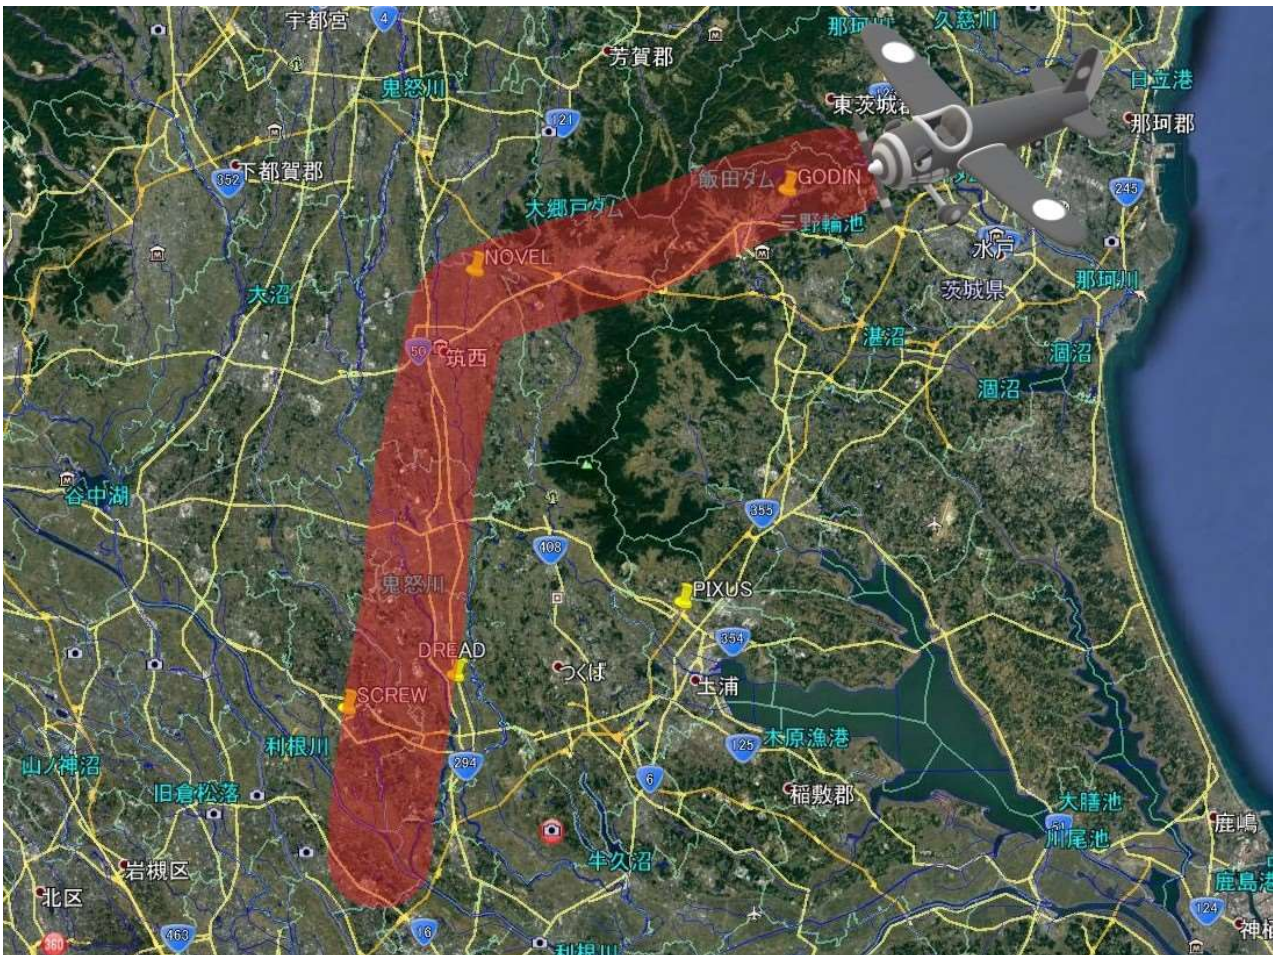 宇都宮
4
那珂川
久慈川
芳賀郡
鬼怒川
日立港
東茨城
那珂郡
121
下都賀郡
352
飯田ダム
GODIN
245
大郷戸ダム
三野輪池
水戸
NOVEL
大沼
茨城県
那珂川
50
筑西
湛沼
涸沼
涸沼
谷中湖
355
408
鬼怒川
PIXUS
354
DREAD
つくば
土浦
SCREW
利根川
木原漁港
125
山ノ神沼
294
6
旧倉松落
稲敷郡
大膳池
51
鹿嶋
川尾池
牛久沼
岩槻区
鹿島港
北区
124
16
463
神栖
360
利根川